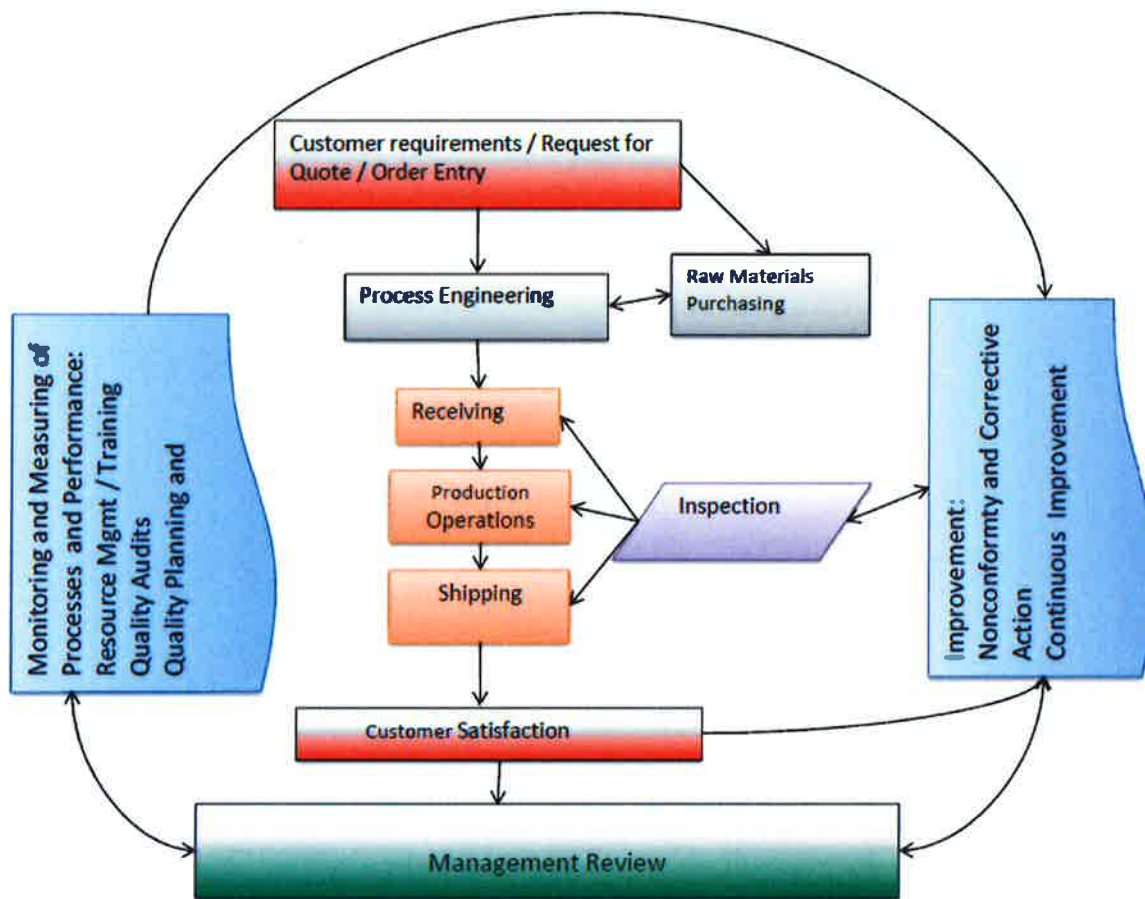 Customer requirements / Request for
Quote / Order Entry
Process Engineering
Raw Materials
Purchasing
Monitoring and Measuring of
Processes and Performance:
Resource Mgmt / Training
Quality Audits
Quality Planning and
Receiving
Production
Operations
Shipping
Inspection
Improvement:
Nonconformty and Corrective
Action
Continuous Improvement
Customer Satisfaction
Management Review